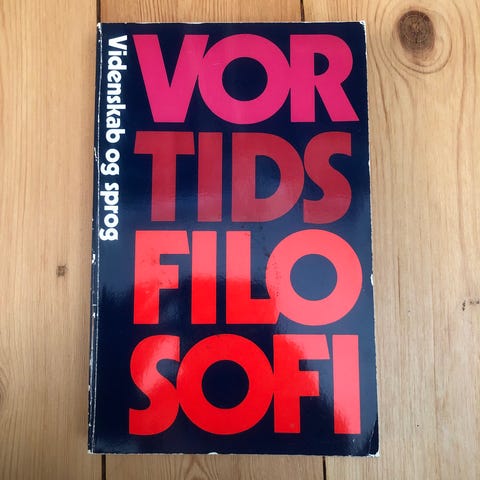 VOR
TIDS
FILO
SOFI
Videnskab og sprog